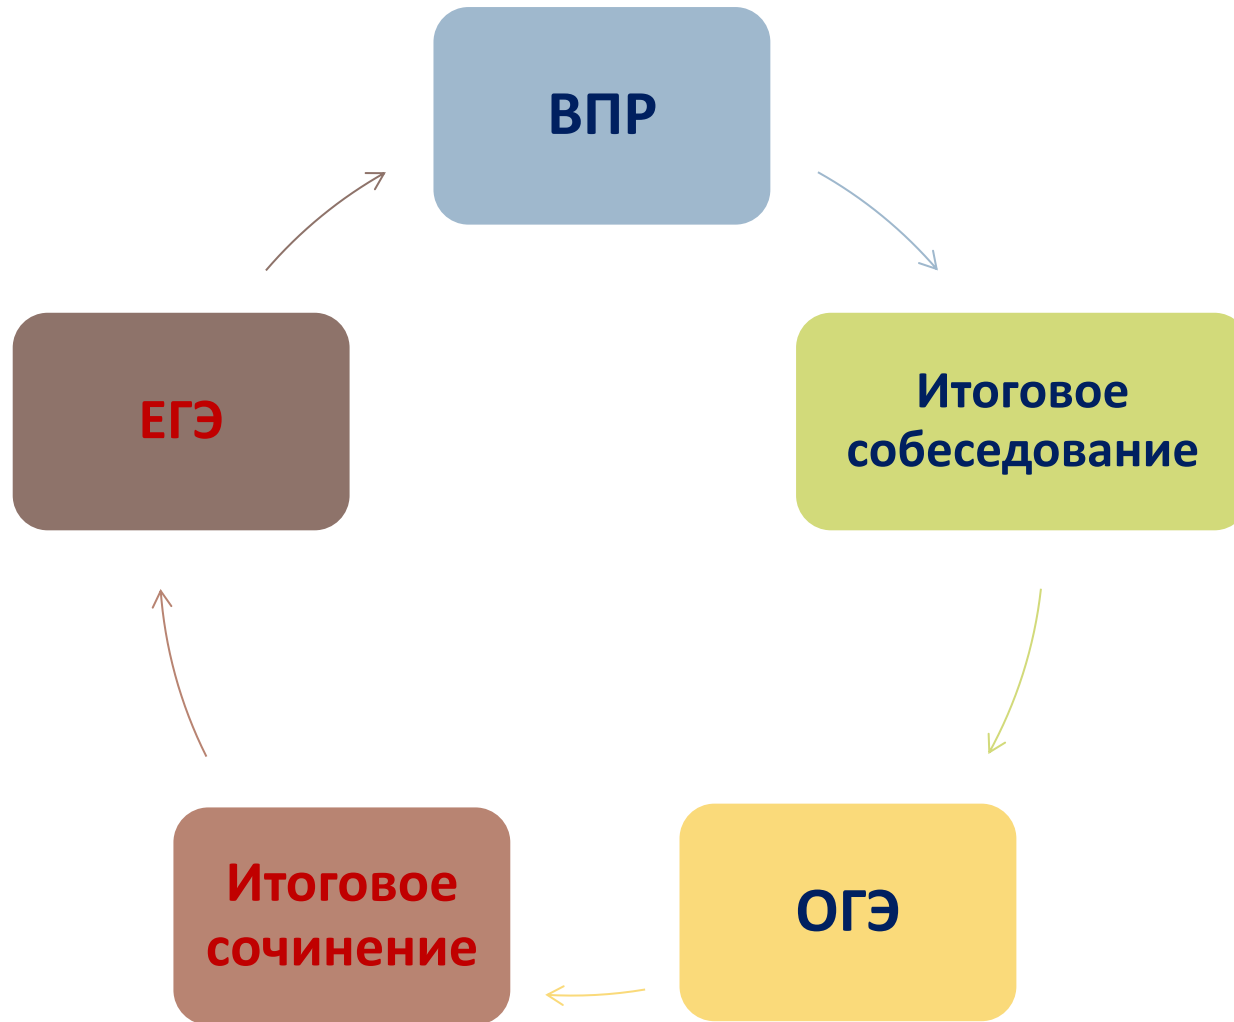 ВПР
Итоговое
собеседование
ОГЭ
Итоговое
сочинение
ЕГЭ